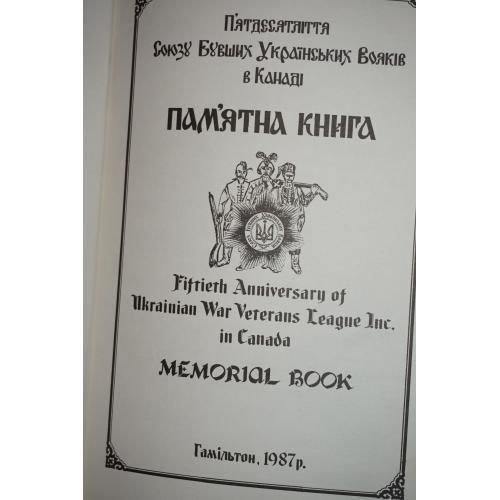 П'ятдесятліття
Союзу Бувших Українських Вояків
в Канаді
ПАМ'ЯТНА КНИГА
Fiftieth Anniversary of
Ukrainian War Veterans League Inc.
in Canada
MEMORIAL BOOK
Гамільтон, 1987р.